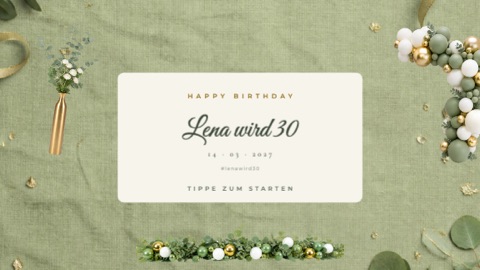 HAPPY BIRTHDAY
Lena wird 30
14 · 03 · 2027
#lenawird30
TIPPE ZUM STARTEN